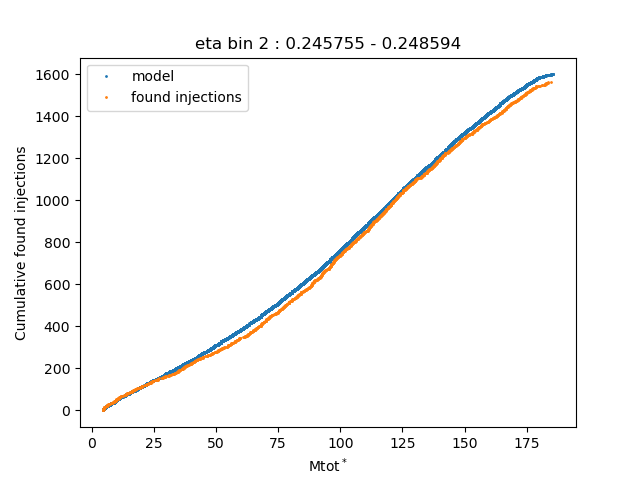 eta bin 2 : 0.245755 - 0.248594
model
found injections
Cumulative found injections
1600
1400
1200
1000
800
600
400
200
0
0 25 50 75 100 125 150 175
Mtot*